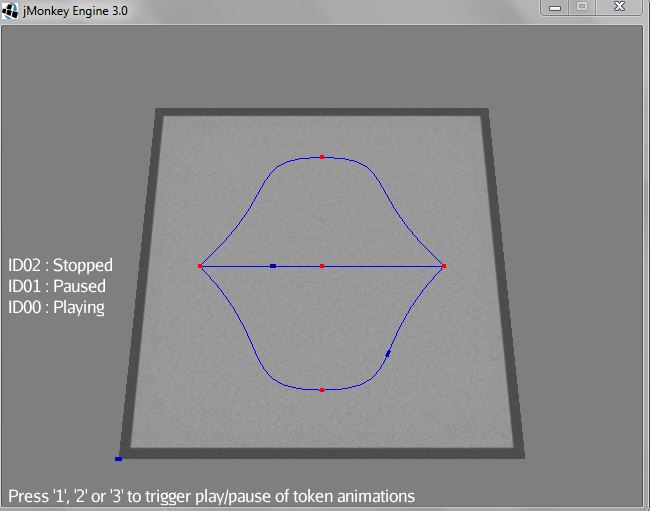 jMonkey Engine 3.0
ID02 : Stopped
ID01 : Paused
ID00 : Playing
Press '1', '2' or '3' to trigger play/pause of token animations